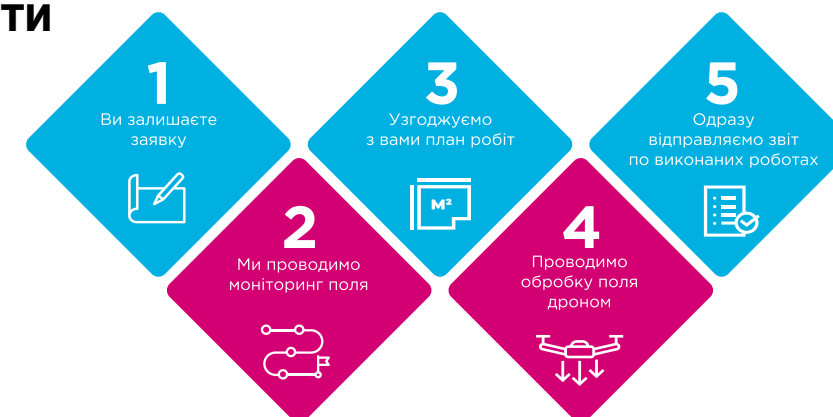 ти
1
Ви залишаєте
заявку
2
Ми проводимо
моніторинг поля
3
Узгоджуємо
з вами план робіт
М²
4
Проводимо
обробку поля
дроном
5
Одразу
відправляємо звіт
по виконаних роботах